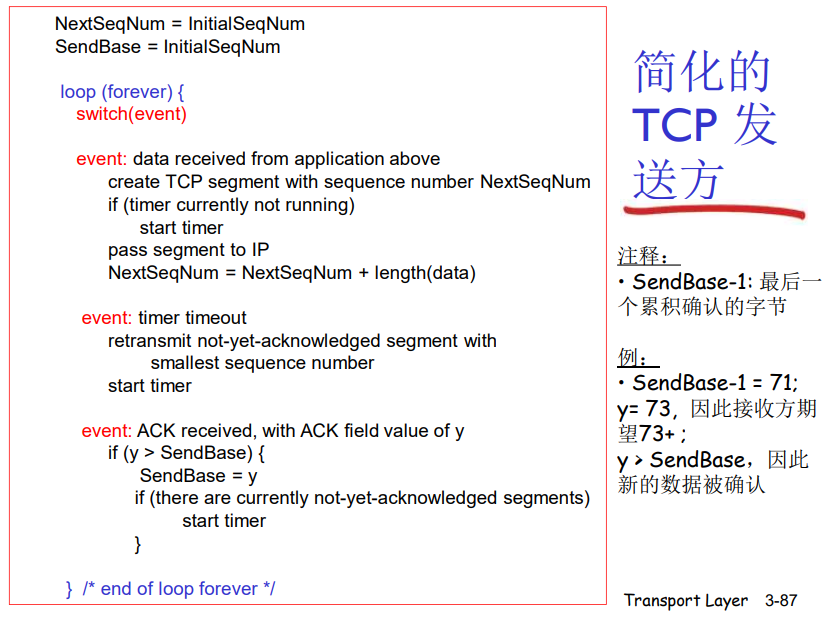 NextSeqNum = InitialSeqNum
SendBase = InitialSeqNum
loop (forever) {
switch(event)
event: data received from application above
create TCP segment with sequence number NextSeqNum
if (timer currently not running)
start timer
pass segment to IP
NextSeqNum = NextSeqNum + length(data)
event: timer timeout
retransmit not-yet-acknowledged segment with
smallest sequence number
start timer
event: ACK received, with ACK field value of y
if (y > SendBase) {
SendBase = y
if (there are currently not-yet-acknowledged segments)
start timer
}
} /* end of loop forever */
简化的
TCP 发
送方
注释：
• SendBase-1: 最后一
个累积确认的字节
例：
• SendBase-1 = 71;
y= 73, 因此接收方期
望73+ ;
y > SendBase，因此
新的数据被确认
Transport Layer 3-87